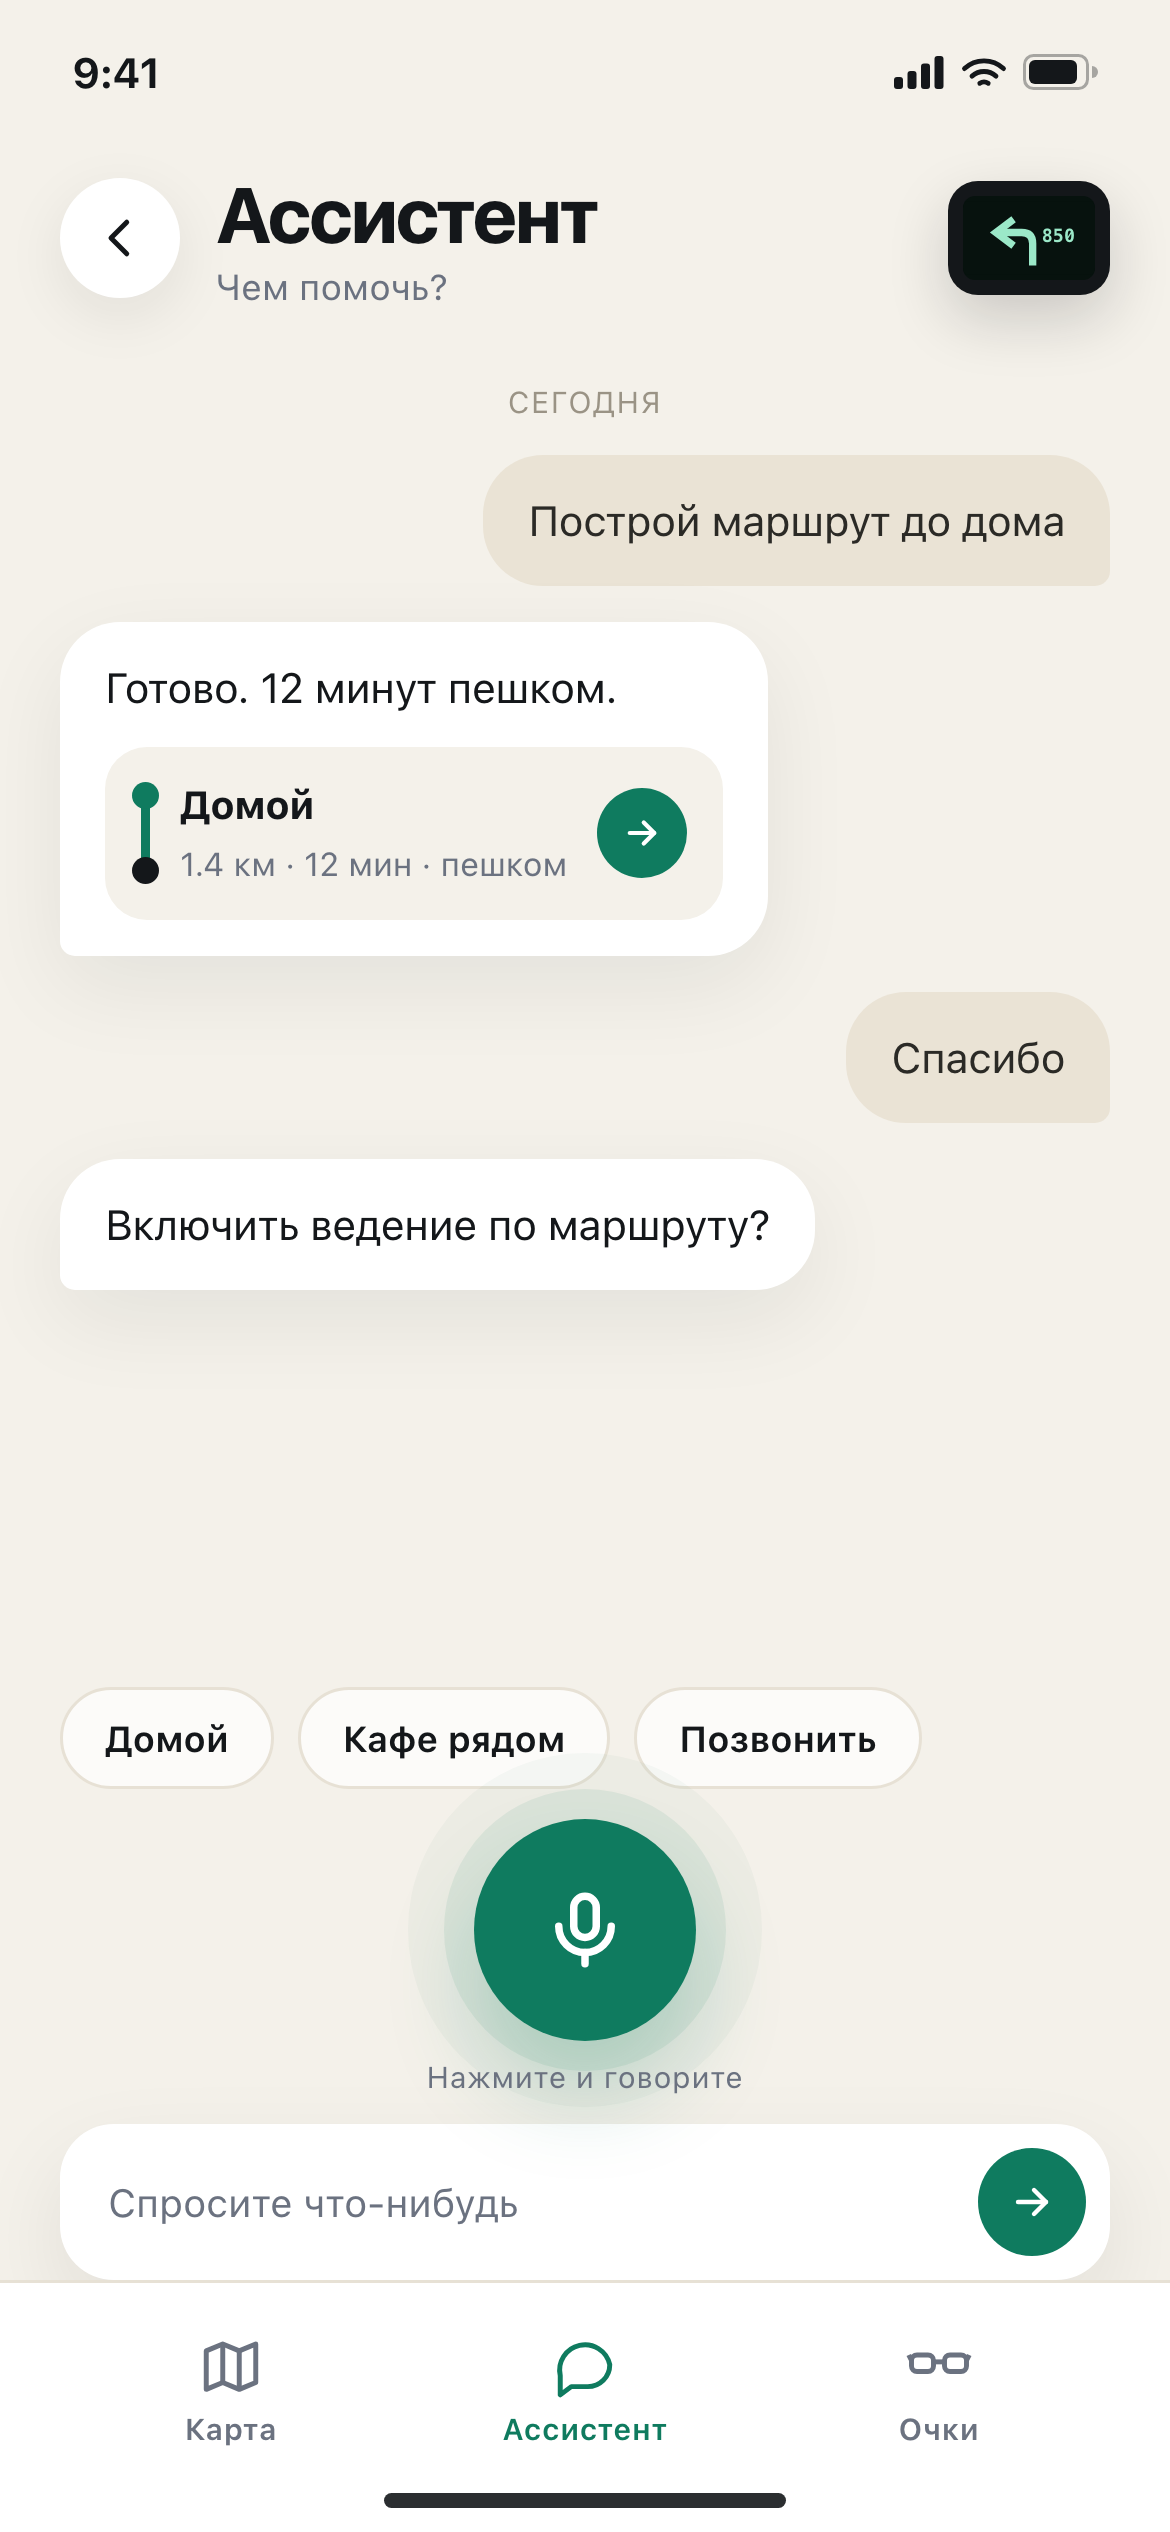 9:41
Ассистент
Чем помочь?
850
СЕГОДНЯ
Построй маршрут до дома
Готово. 12 минут пешком.
Домой
1.4 км · 12 мин · пешком
Спасибо
Включить ведение по маршруту?
Домой
Кафе рядом
Позвонить
Нажмите и говорите
Спросите что-нибудь
Карта
Ассистент
Очки